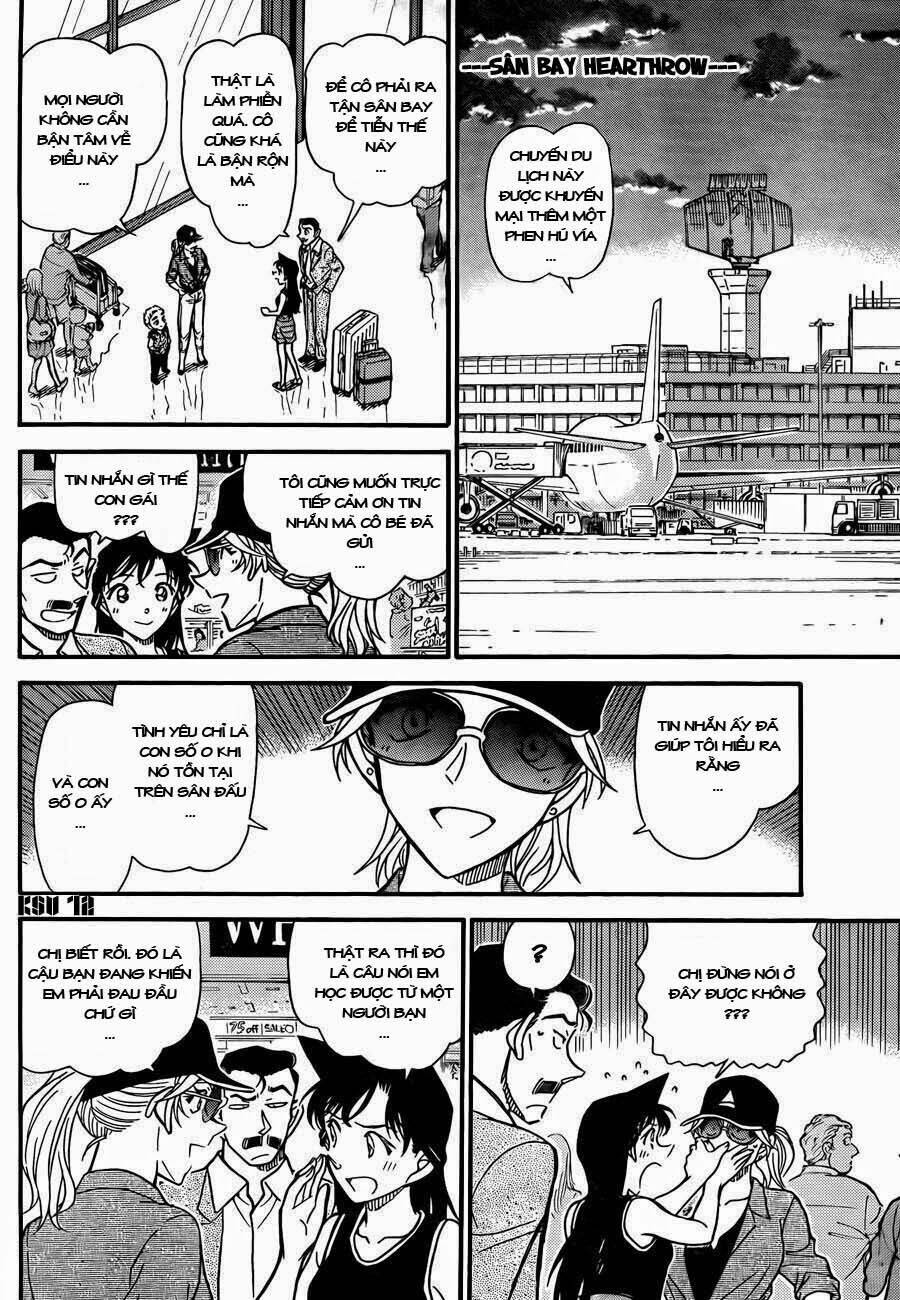 ---SÂN BAY HEARTHROW---
CHUYẾN DU
LỊCH NÀY
ĐƯỢC KHUYẾN
MẠI THÊM MỘT
PHEN HÚ VÍA
...
ĐỂ CÔ PHẢI RA
TẬN SÂN BAY
ĐỂ TIỄN THẾ
NÀY
...
THẬT LÀ
LÀM PHIỀN
QUÁ. CÔ
CŨNG KHÁ
LÀ BẬN RỘN
MÀ
...
MỌI NGƯỜI
KHÔNG CẦN
BẬN TÂM VỀ
ĐIỀU NÀY
...
TÔI CŨNG MUỐN TRỰC
TIẾP CẢM ƠN TIN
NHẮN MÀ CÔ BÉ ĐÃ
GỬI
...
TIN NHẮN GÌ THẾ
CON GÁI
???
TIN NHẮN ẤY ĐÃ
GIÚP TÔI HIỂU RA
RẰNG
...
TÌNH YÊU CHỈ LÀ
CON SỐ 0 KHI
NÓ TỒN TẠI
TRÊN SÂN ĐẤU
...
VÀ CON
SỐ 0 ẤY
...
KSV 72
CHỊ ĐỪNG NÓI Ở
ĐÂY ĐƯỢC KHÔNG
???
?
THẬT RA THÌ ĐÓ
LÀ CÂU NÓI EM
HỌC ĐƯỢC TỪ MỘT
NGƯỜI BẠN
...
CHỊ BIẾT RỒI. ĐÓ LÀ
CẬU BẠN ĐANG KHIẾN
EM PHẢI ĐAU ĐẦU
CHỨ GÌ
...
75off SALE